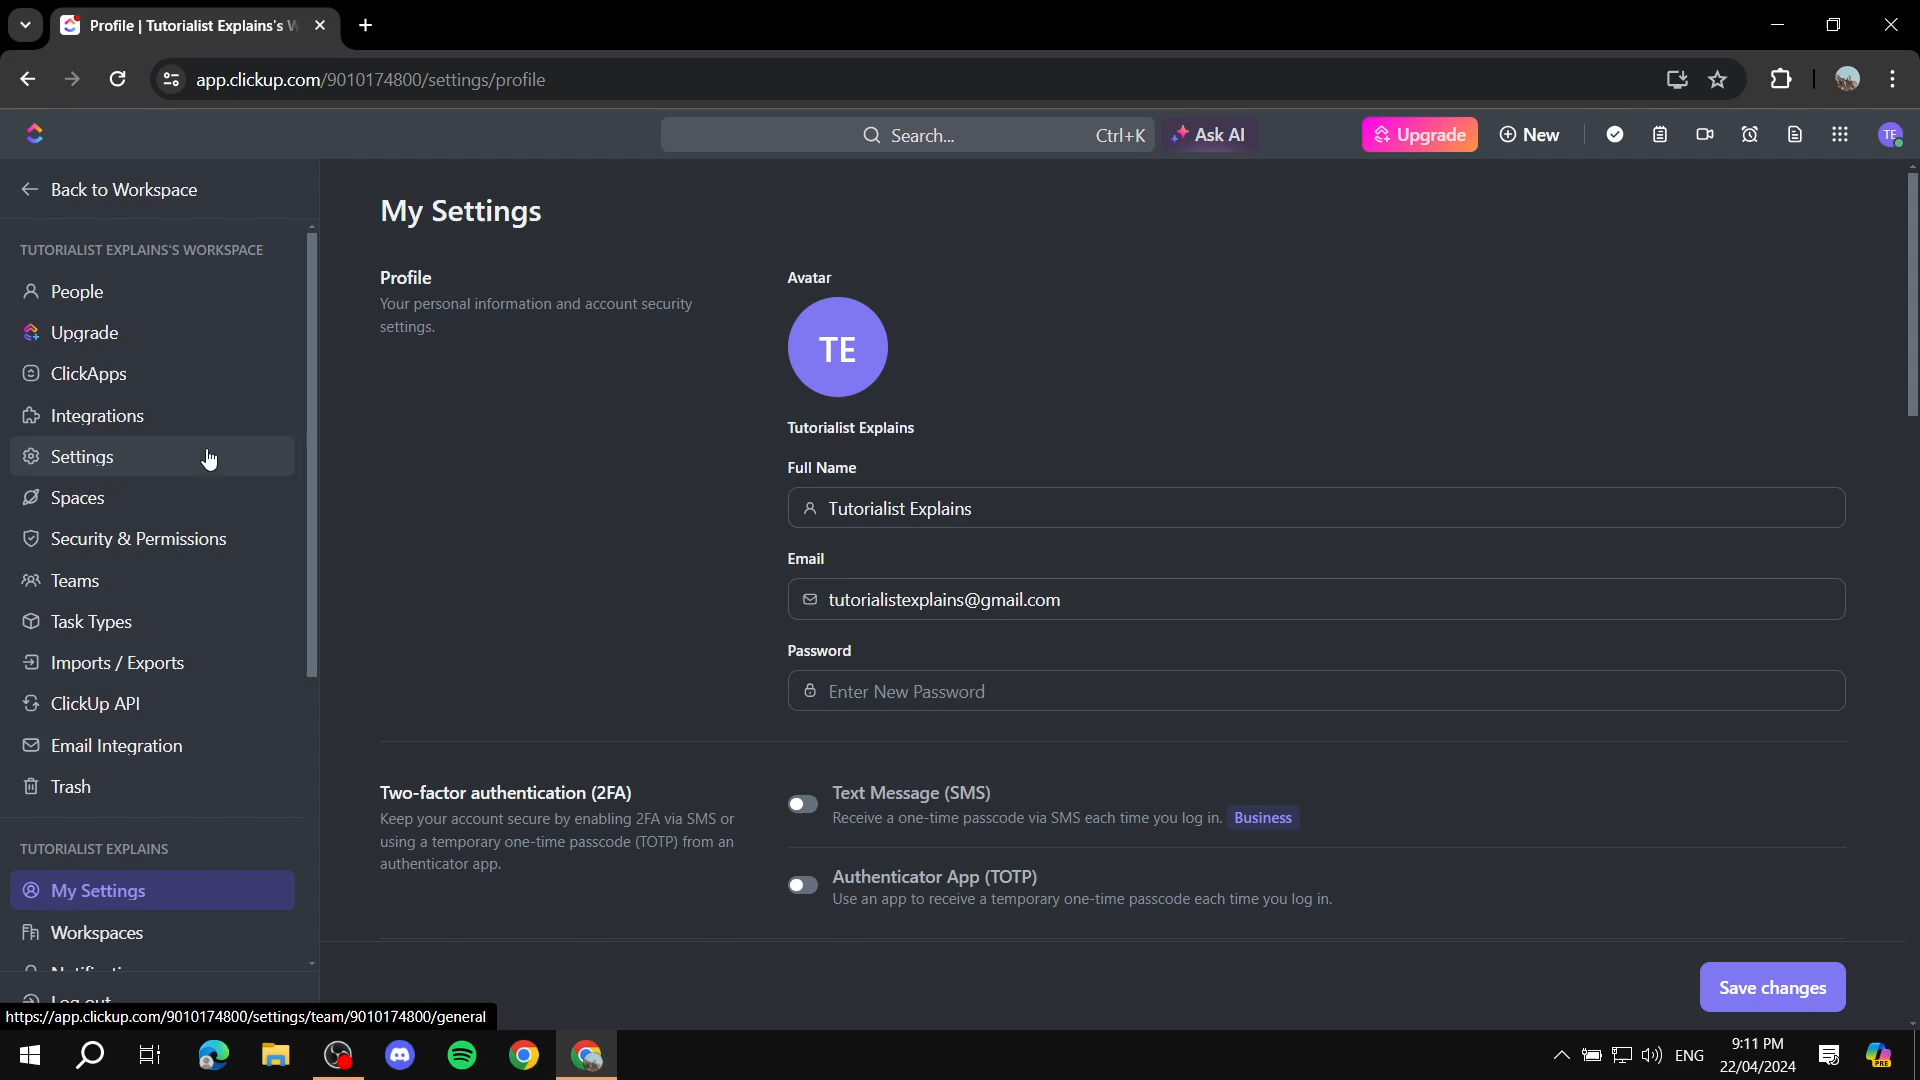 Profile | Tutorialist Explains's W
app.clickup.com/9010174800/settings/profile
Search...
Ctrl+K
Ask AI
Upgrade
New
TE
Back to Workspace
TUTORIALIST EXPLAINS'S WORKSPACE
People
Upgrade
ClickApps
Integrations
Settings
Spaces
Security & Permissions
Teams
Task Types
Imports / Exports
ClickUp API
Email Integration
Trash
TUTORIALIST EXPLAINS
My Settings
Workspaces
Log out
https://app.clickup.com/9010174800/settings/team/9010174800/general
My Settings
Profile
Your personal information and account security
settings.
Avatar
TE
Tutorialist Explains
Full Name
Tutorialist Explains
Email
tutorialistexplains@gmail.com
Password
Enter New Password
Two-factor authentication (2FA)
Keep your account secure by enabling 2FA via SMS or
using a temporary one-time passcode (TOTP) from an
authenticator app.
Text Message (SMS)
Receive a one-time passcode via SMS each time you log in. Business
Authenticator App (TOTP)
Use an app to receive a temporary one-time passcode each time you log in.
Save changes
ENG
9:11 PM
22/04/2024
PRE